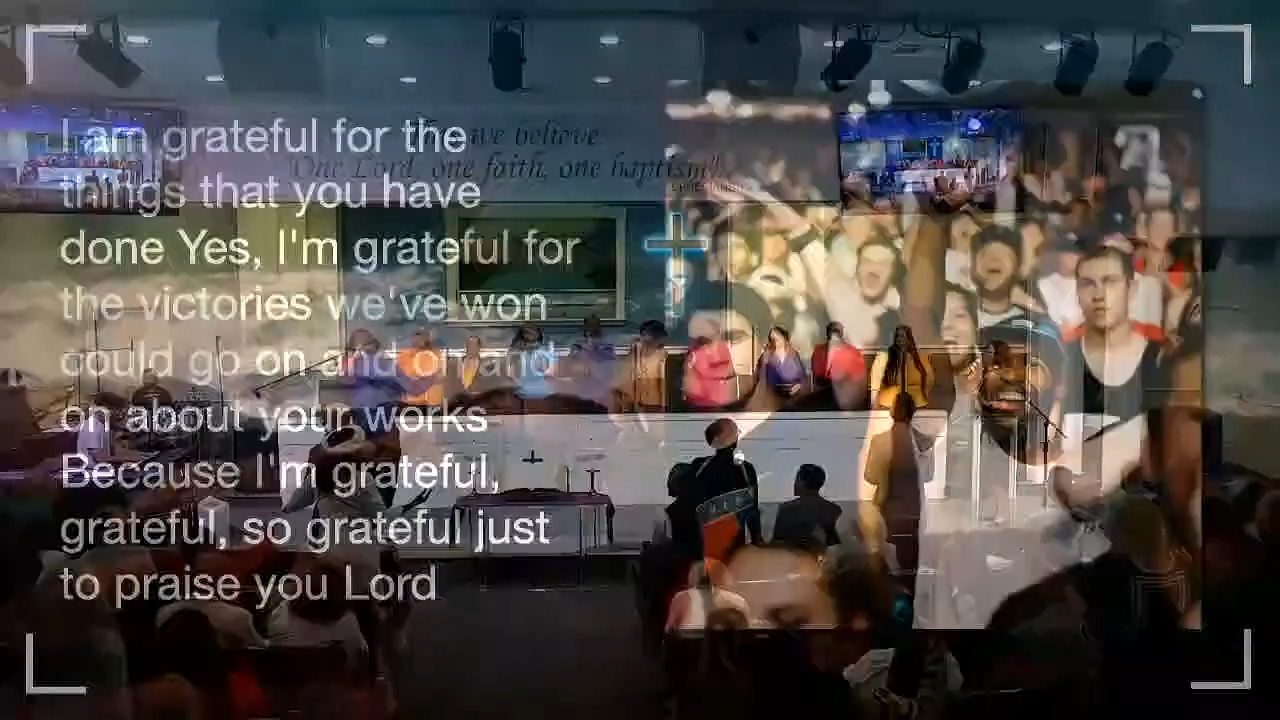 I am grateful for the
things that you have
done Yes, I'm grateful for
the victories we've won
could go on and on and
on about your works
Because I'm grateful,
grateful, so grateful just
to praise you Lord
we believe
"One Lord, one faith, one baptism"